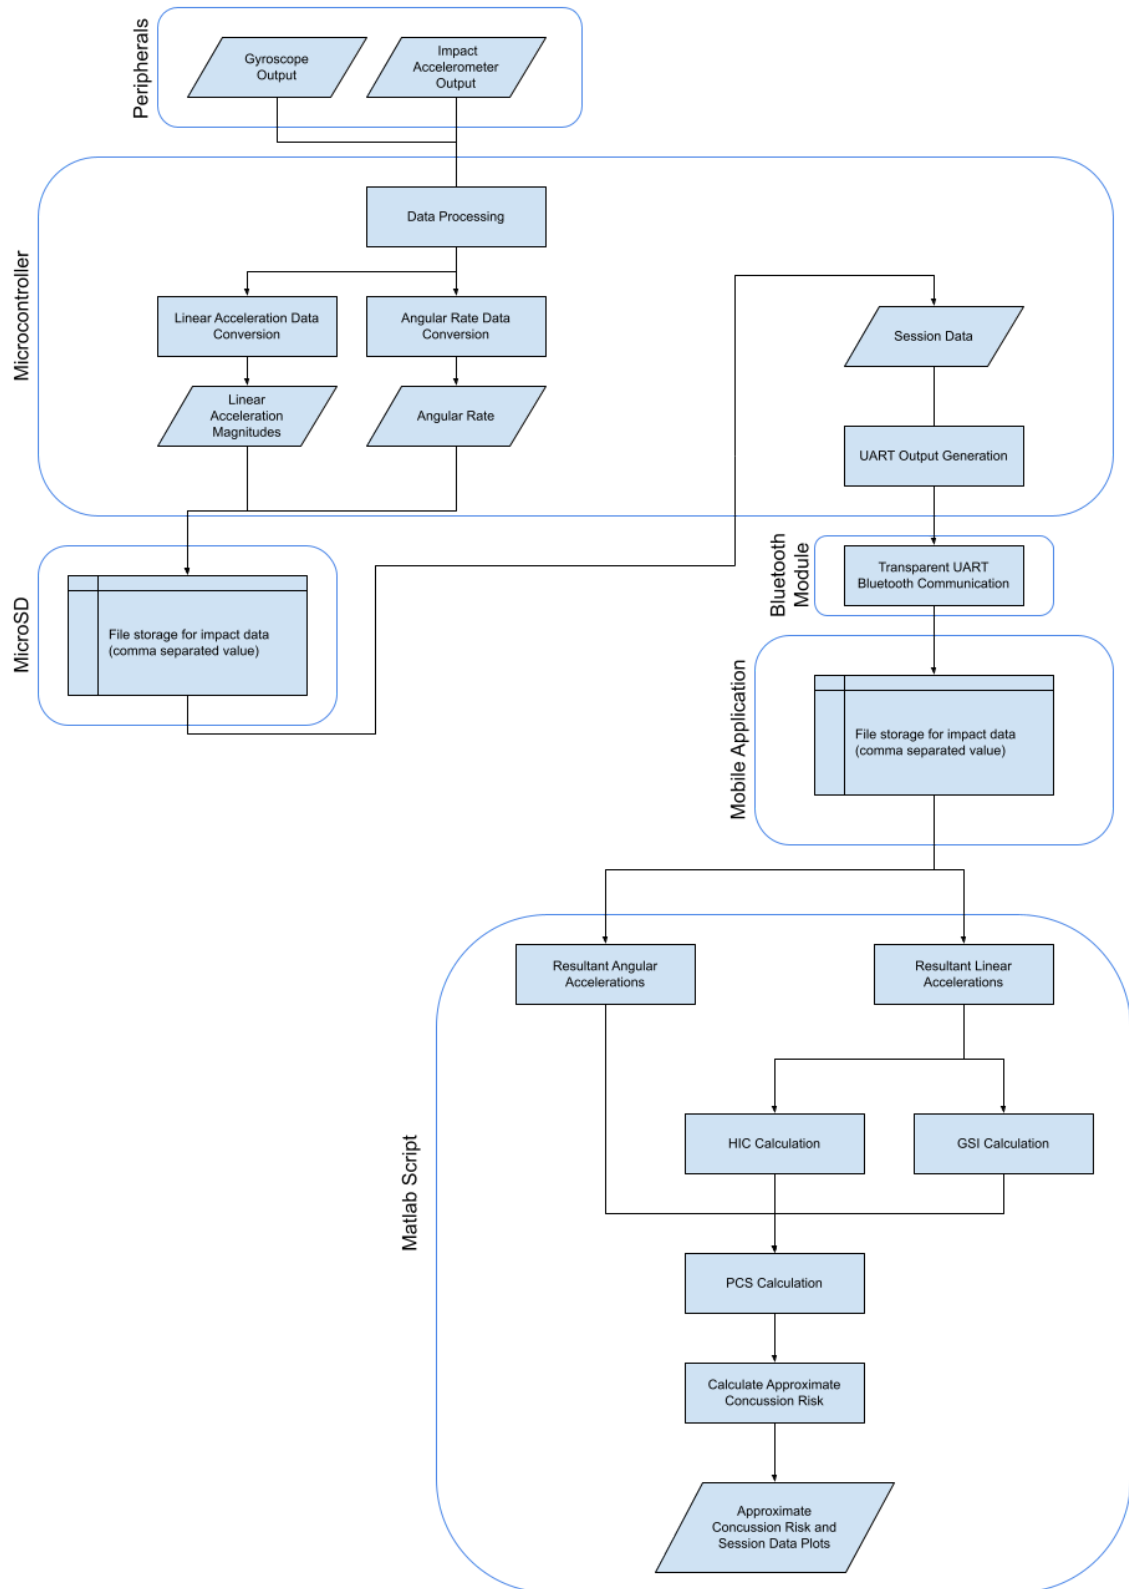 Peripherals
Gyroscope
Output
Impact
Accelerometer
Output
Microcontroller
Data Processing
Linear Acceleration Data
Conversion
Angular Rate Data
Conversion
Linear
Acceleration
Magnitudes
Angular Rate
Session Data
UART Output Generation
MicroSD
File storage for impact data
(comma separated value)
Bluetooth
Module
Transparent UART
Bluetooth Communication
Mobile Application
File storage for impact data
(comma separated value)
Matlab Script
Resultant Angular
Accelerations
Resultant Linear
Accelerations
HIC Calculation
GSI Calculation
PCS Calculation
Calculate Approximate
Concussion Risk
Approximate
Concussion Risk and
Session Data Plots